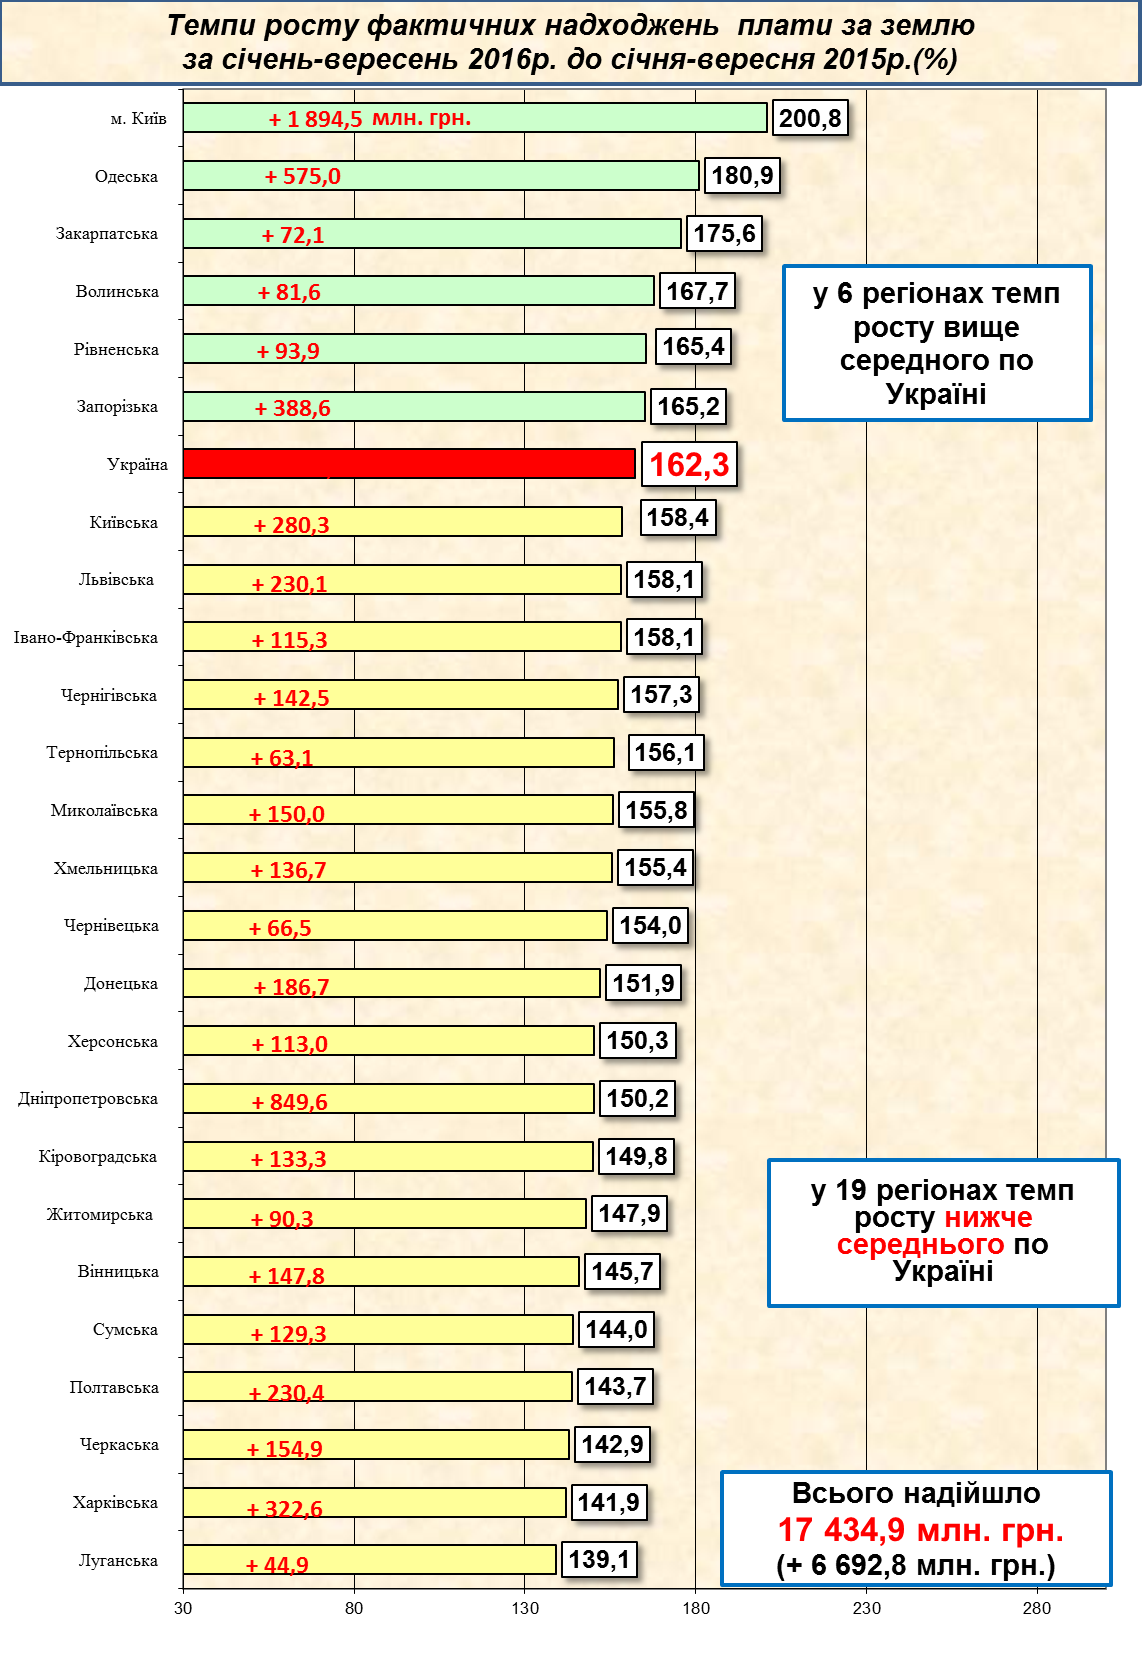 Темпи росту фактичних надходжень плати за землю
за січень-вересень 2016р. до січня-вересня 2015р.(%)
м. Київ + 1 894,5 млн. грн. 200,8
Одеська + 575,0 180,9
Закарпатська + 72,1 175,6
Волинська + 81,6 167,7
Рівненська + 93,9 165,4
Запорізька + 388,6 165,2
у 6 регіонах темп
росту вище
середного по
Україні
Україна 162,3
Київська + 280,3 158,4
Львівська + 230,1 158,1
Івано-Франківська + 115,3 158,1
Чернігівська + 142,5 157,3
Тернопільська + 63,1 156,1
Миколаївська + 150,0 155,8
Хмельницька + 136,7 155,4
Чернівецька + 66,5 154,0
Донецька + 186,7 151,9
Херсонська + 113,0 150,3
Дніпропетровська + 849,6 150,2
Кіровоградська + 133,3 149,8
Житомирська + 90,3 147,9
Вінницька + 147,8 145,7
у 19 регіонах темп
росту нижче
середнього по
Україні
Сумська + 129,3 144,0
Полтавська + 230,4 143,7
Черкаська + 154,9 142,9
Харківська + 322,6 141,9
Луганська + 44,9 139,1
Всього надійшло
17 434,9 млн. грн.
(+ 6 692,8 млн. грн.)
30 80 130 180 230 280